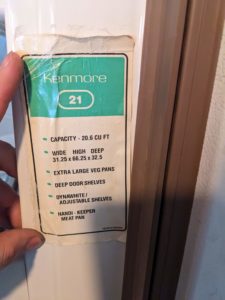 Kenmore
21
CAPACITY - 20.6 CU FT
WIDE HIGH DEEP
31.25 x 66.25 x 32.5
EXTRA LARGE VEG PANS
DEEP DOOR SHELVES
DYNAWHITE/
ADJUSTABLE SHELVES
HANDI - KEEPER
MEAT PAN